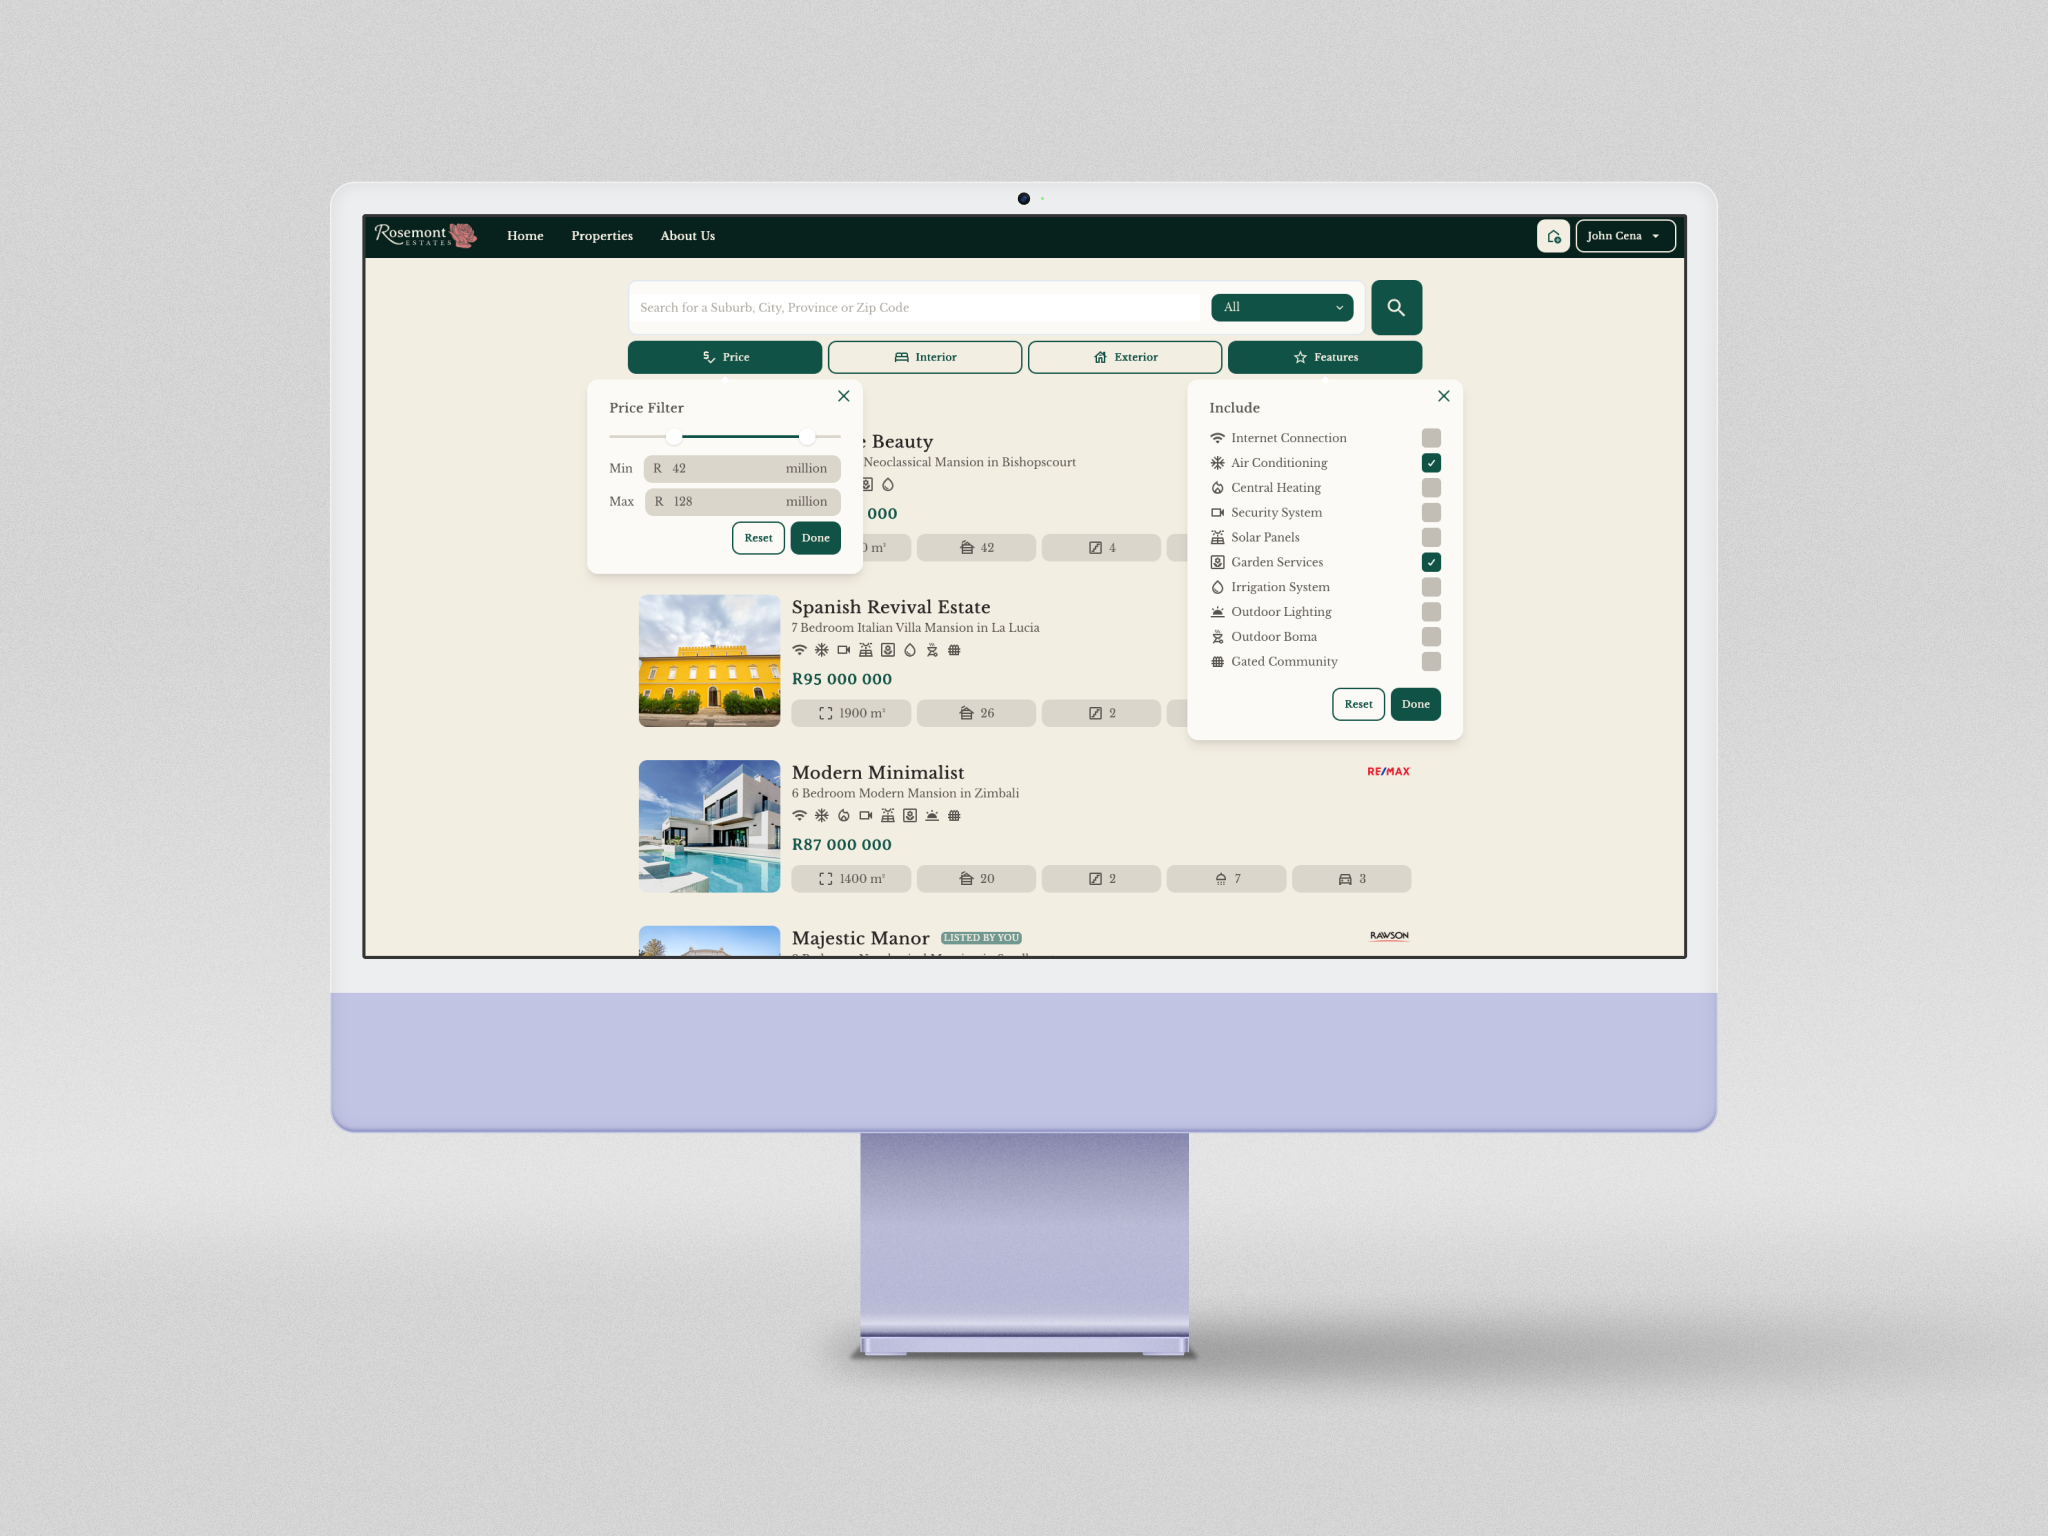 Rosemont
ESTATES
Home
Properties
About Us
John Cena
Search for a Suburb, City, Province or Zip Code
All
Price
Interior
Exterior
Features
Price Filter
Min R 42 million
Max R 128 million
Reset
Done
Include
Internet Connection
Air Conditioning
Central Heating
Security System
Solar Panels
Garden Services
Irrigation System
Outdoor Lighting
Outdoor Boma
Gated Community
Reset
Done
Beauty
Neoclassical Mansion in Bishopscourt
000
m²
42
4
Spanish Revival Estate
7 Bedroom Italian Villa Mansion in La Lucia
R95 000 000
1900 m²
26
2
Modern Minimalist
RE/MAX
6 Bedroom Modern Mansion in Zimbali
R87 000 000
1400 m²
20
2
7
3
Majestic Manor
LISTED BY YOU
RAWSON